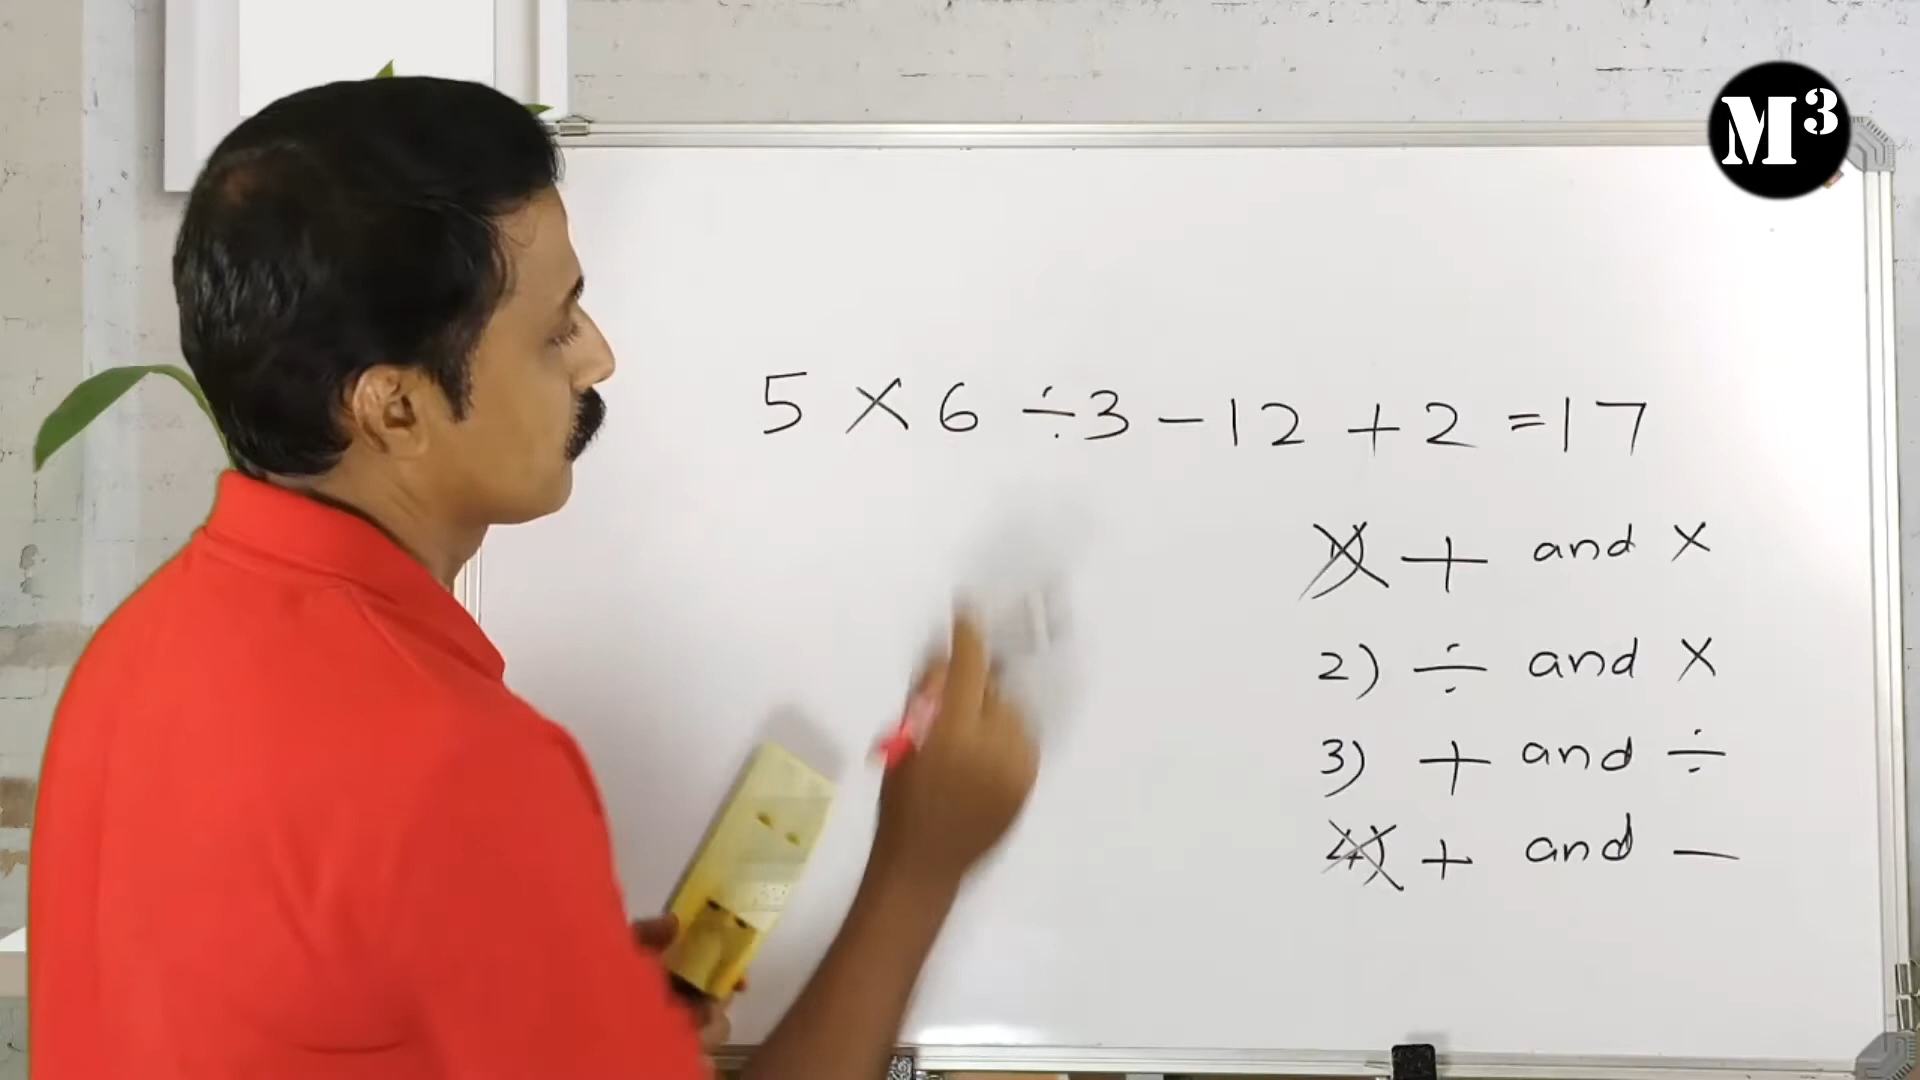 M³
5 × 6 ÷ 3 - 12 + 2 = 17
1) + and ×
2) ÷ and ×
3) + and ÷
4) + and -